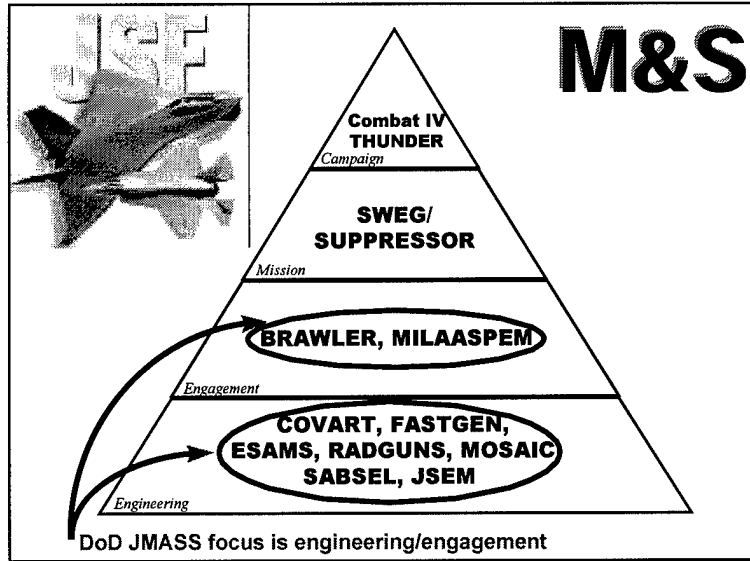 JSF
M&S
Combat IV
THUNDER
Campaign
SWEG/
SUPPRESSOR
Mission
BRAWLER, MILAASPEM
Engagement
COVART, FASTGEN,
ESAMS, RADGUNS, MOSAIC
SABSEL, JSEM
Engineering
DoD JMASS focus is engineering/engagement